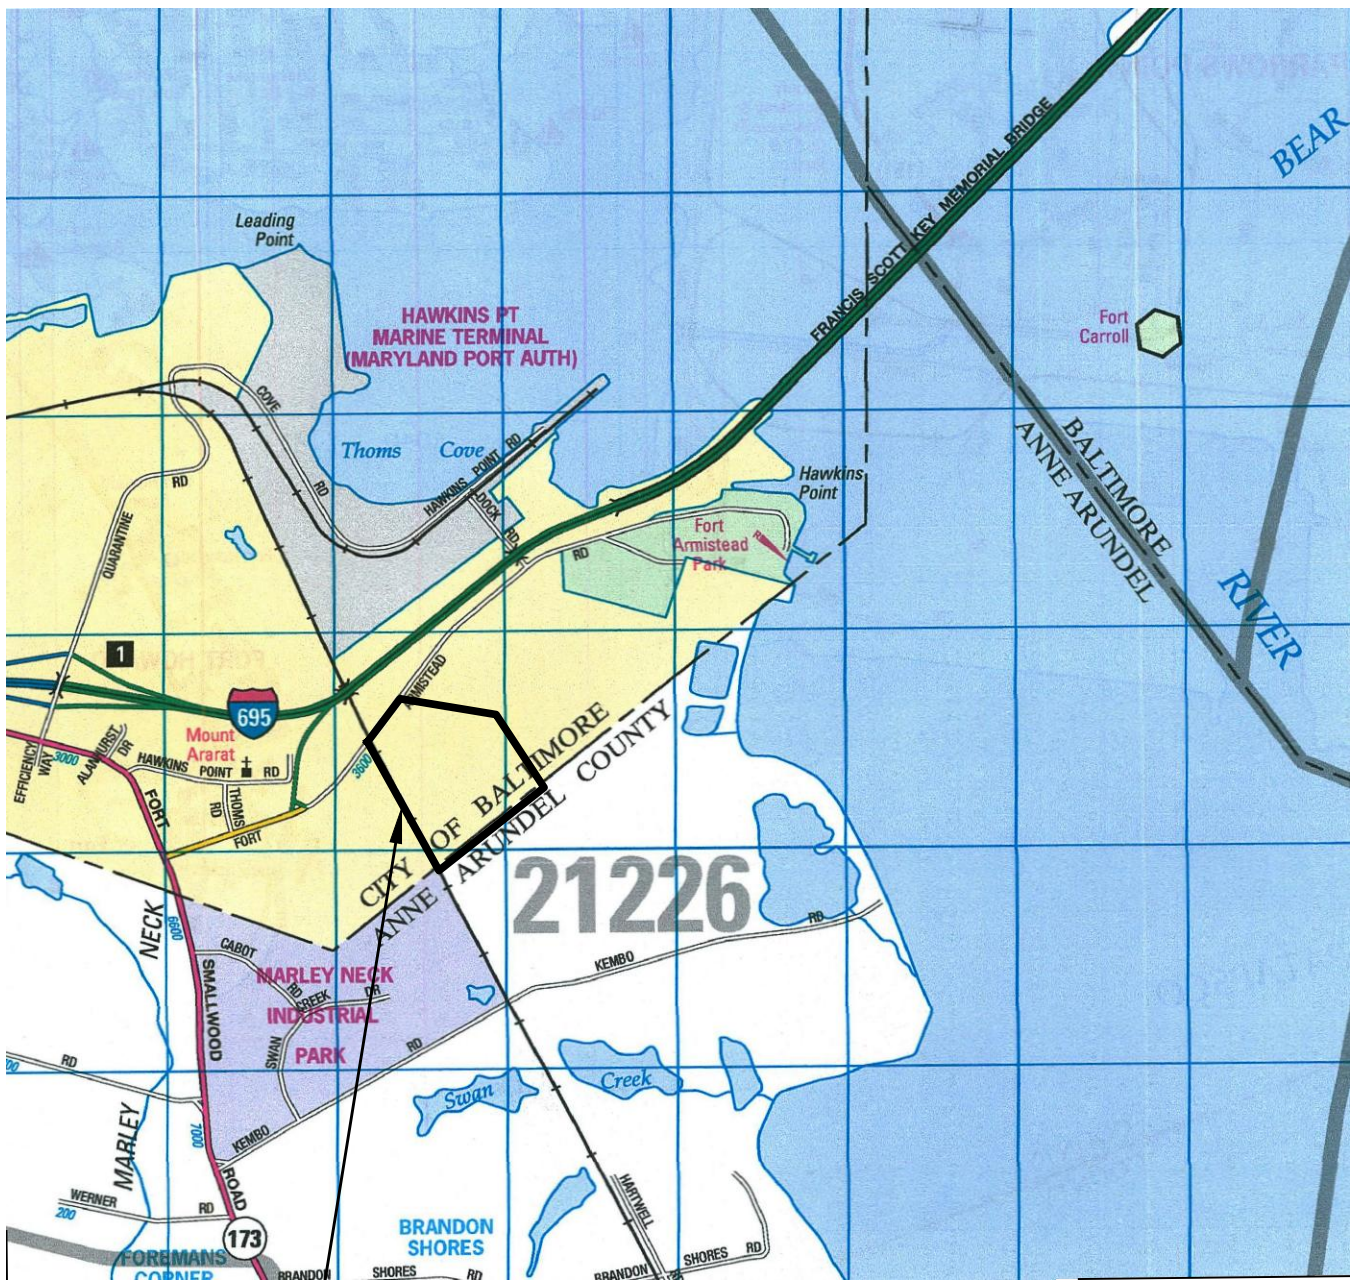 BEAR
FRANCIS SCOTT KEY MEMORIAL BRIDGE
Leading
Point
HAWKINS PT
MARINE TERMINAL
(MARYLAND PORT AUTH)
Fort
Carroll
COVE
RD
Thoms Cove
HAWKINS POINT RD
DOCK
RD
BALTIMORE
ANNE ARUNDEL
Hawkins
Point
QUARANTINE
RD
Fort
Armistead
Park
R
RD
RIVER
1
695
ARMISTEAD
Mount
Ararat
3000
ALANHURST
DR
EFFICIENCY
WAY
HAWKINS POINT RD
3600
THOMS
RD
FORT
FORT
CITY OF BALTIMORE
ANNE ARUNDEL COUNTY
21226
NECK
6600
SMALLWOOD
CABOT
RD
MARLEY NECK
INDUSTRIAL
PARK
CREEK DR
SWAN
KEMBO
RD
RD
RD
KEMBO
Swan
Creek
MARLEY
7000
ROAD
WERNER
RD
200
173
FOREMANS
CORNER
BRANDON
SHORES
HARTWELL
RD
BRANDON
SHORES
RD
BRANDON
SHORES
RD